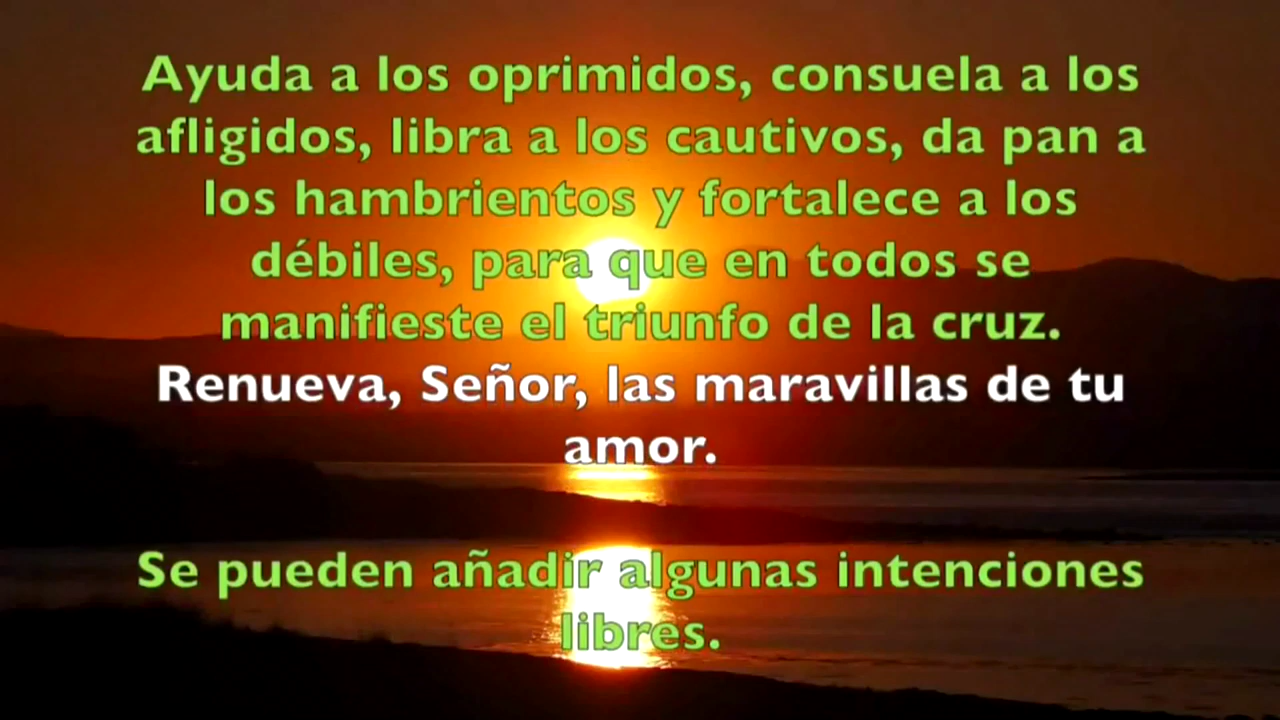 Ayuda a los oprimidos, consuela a los
afligidos, libra a los cautivos, da pan a
los hambrientos y fortalece a los
débiles, para que en todos se
manifieste el triunfo de la cruz.
Renueva, Señor, las maravillas de tu
amor.
Se pueden añadir algunas intenciones
libres.